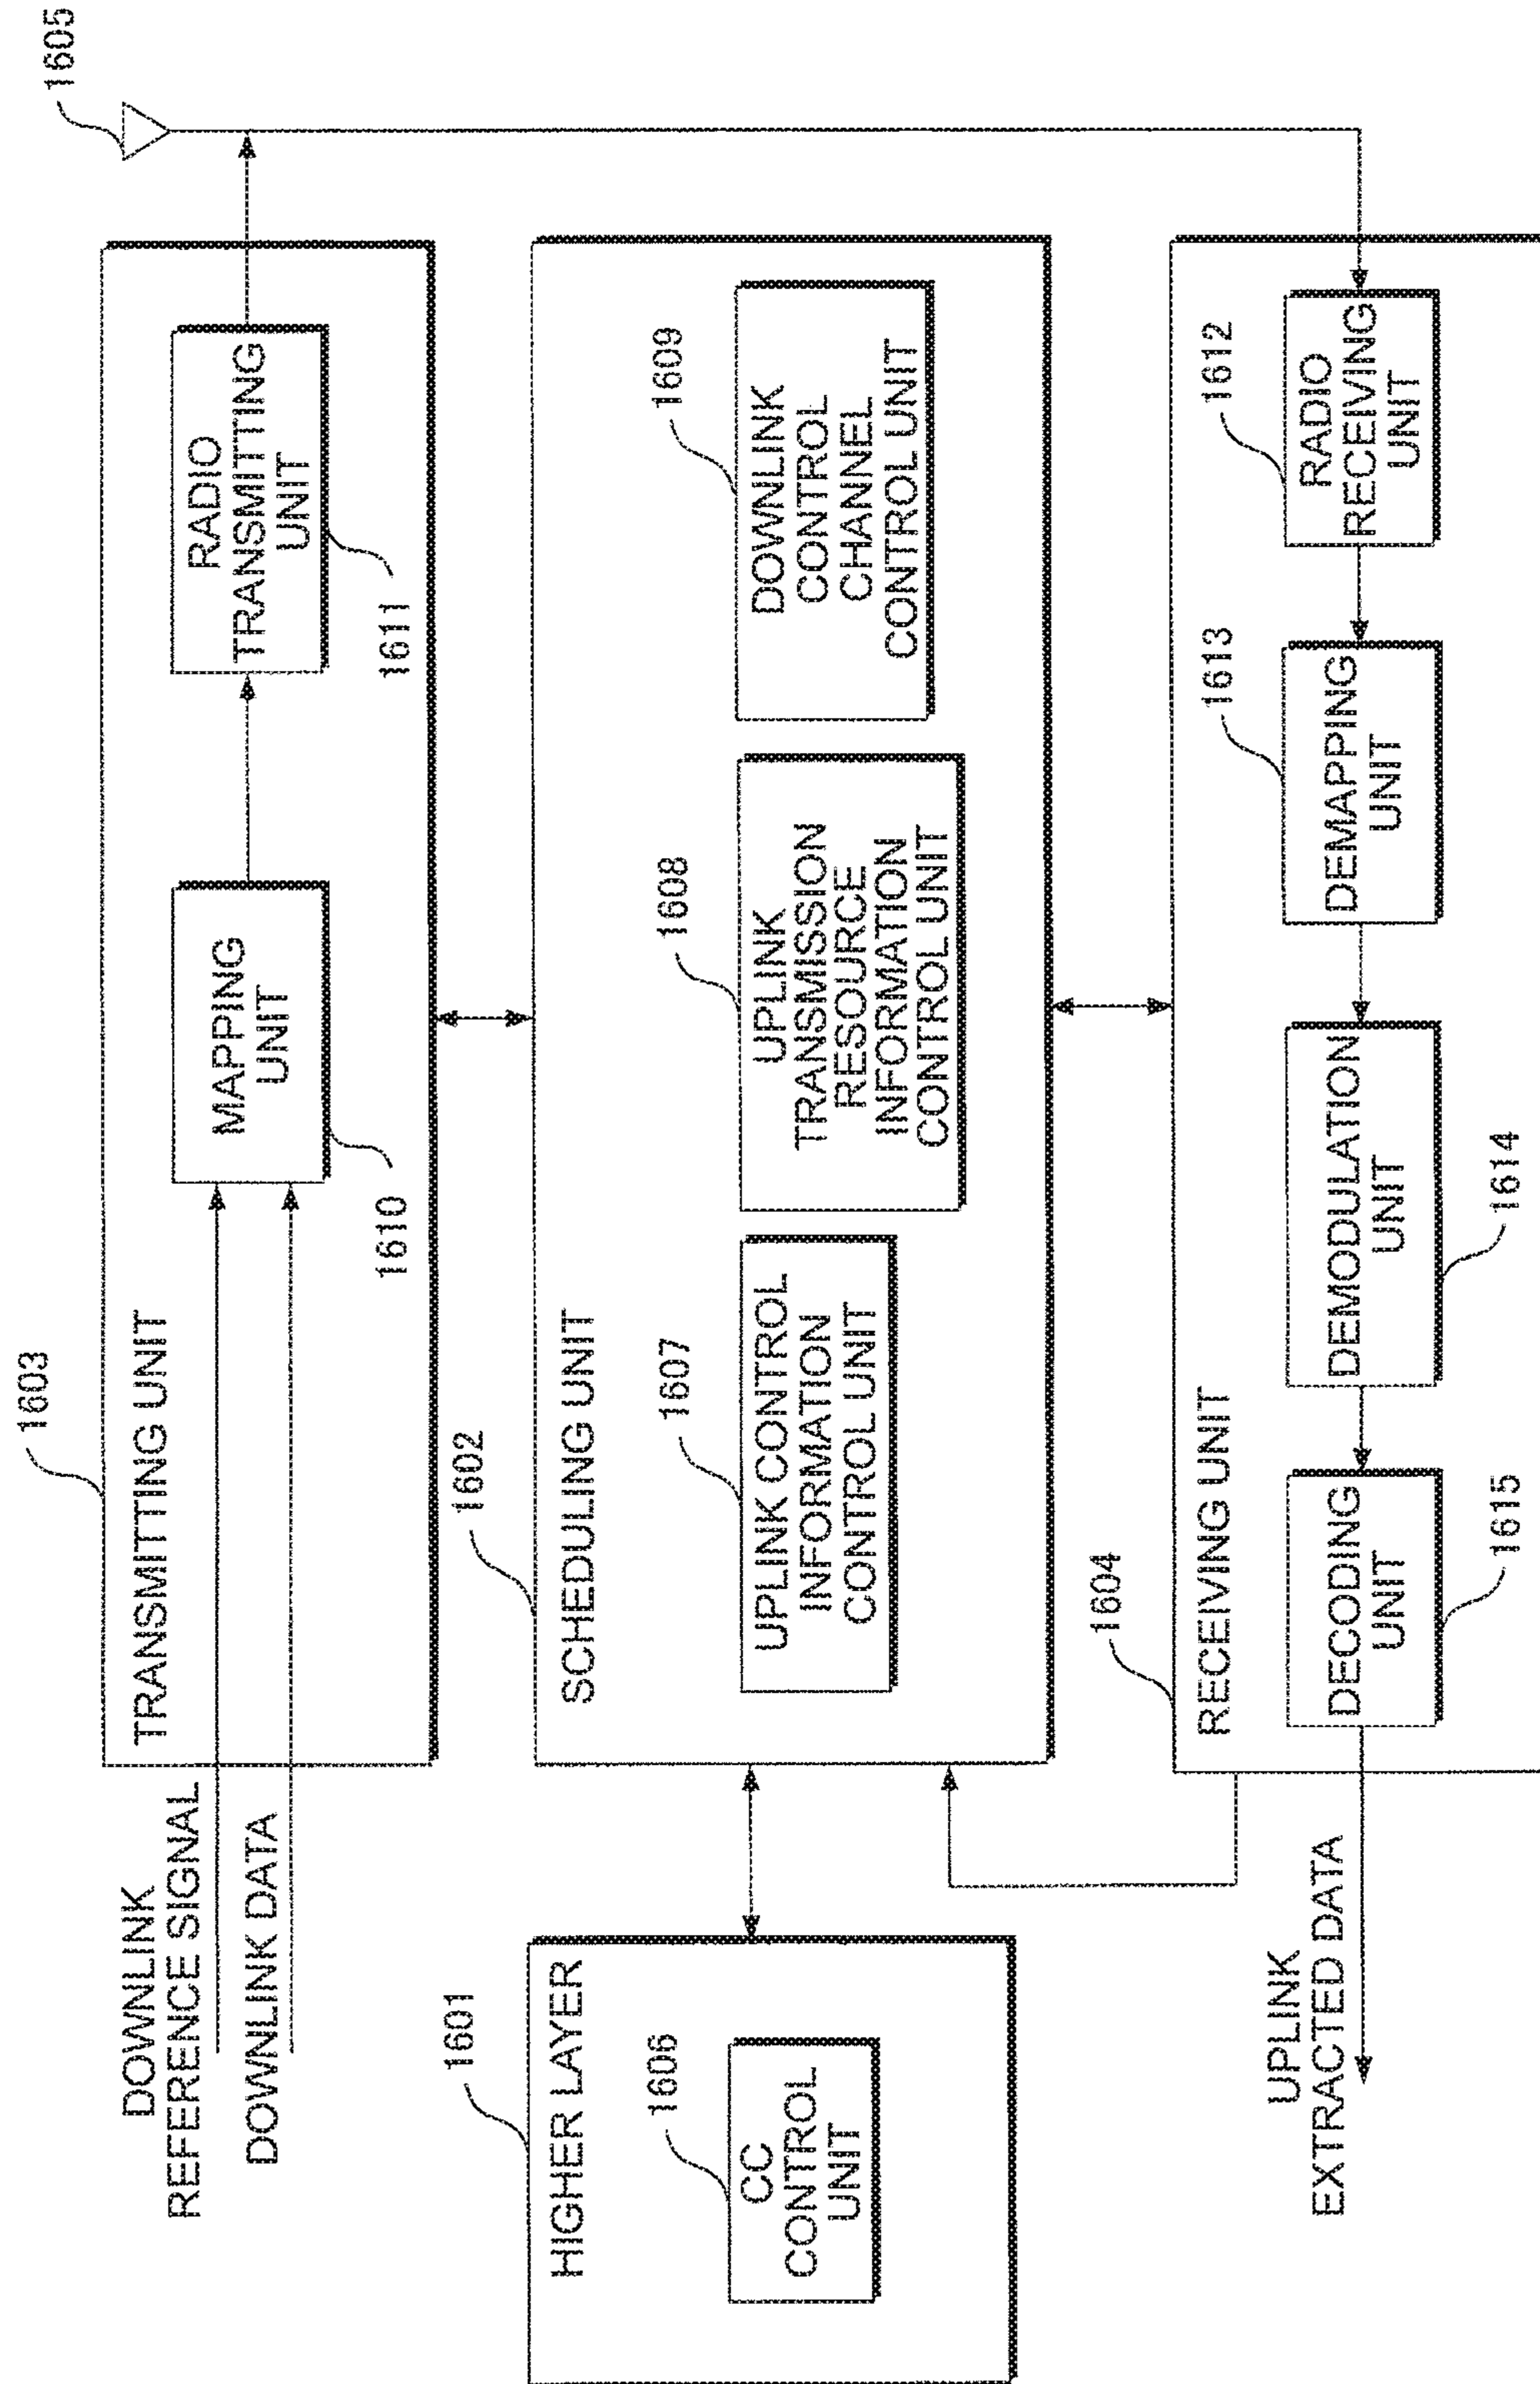 1605
1603
TRANSMITTING UNIT
DOWNLINK
REFERENCE SIGNAL
DOWNLINK DATA
MAPPING
UNIT
1610
RADIO
TRANSMITTING
UNIT
1611
1602
SCHEDULING UNIT
1607
UPLINK CONTROL
INFORMATION
CONTROL UNIT
1608
UPLINK
TRANSMISSION
RESOURCE
INFORMATION
CONTROL UNIT
1609
DOWNLINK
CONTROL
CHANNEL
CONTROL UNIT
1601
HIGHER LAYER
1606
CC
CONTROL
UNIT
1604
RECEIVING UNIT
1612
RADIO
RECEIVING
UNIT
1613
DEMAPPING
UNIT
DEMODULATION
UNIT
1614
DECODING
UNIT
1615
UPLINK
EXTRACTED DATA